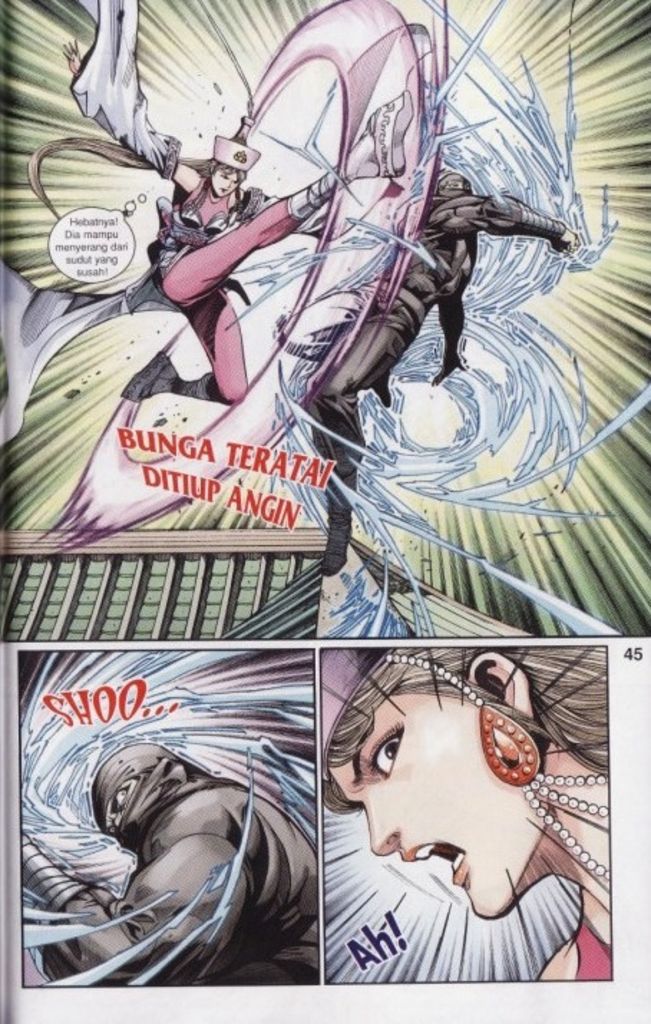 Hebatnya!
Dia mampu
menyerang dari
sudut yang
susah!
BUNGA TERATAI
DITIUP ANGIN
45
SHOO...
Ah!